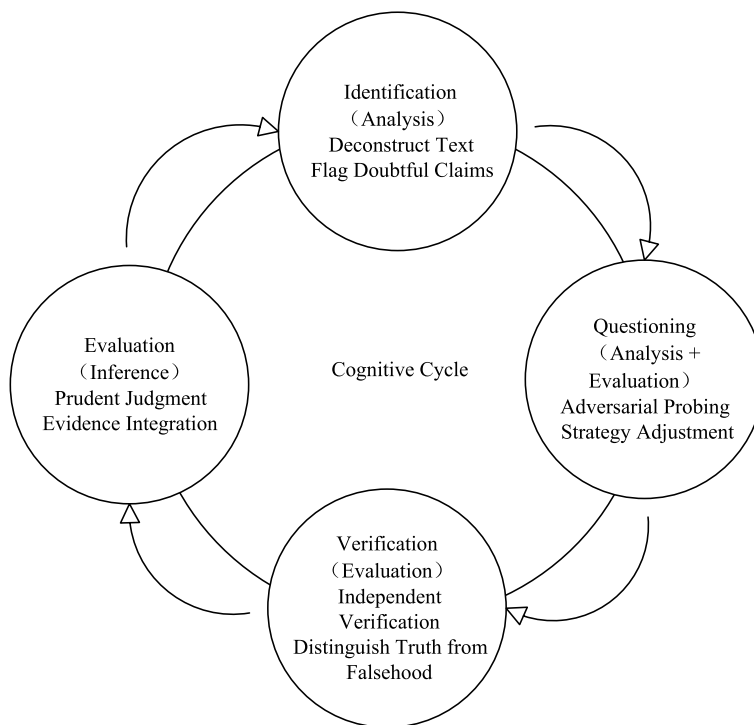 Identification
（Analysis）
Deconstruct Text
Flag Doubtful Claims
Questioning
（Analysis +
Evaluation）
Adversarial Probing
Strategy Adjustment
Evaluation
（Inference）
Prudent Judgment
Evidence Integration
Cognitive Cycle
Verification
（Evaluation）
Independent
Verification
Distinguish Truth from
Falsehood